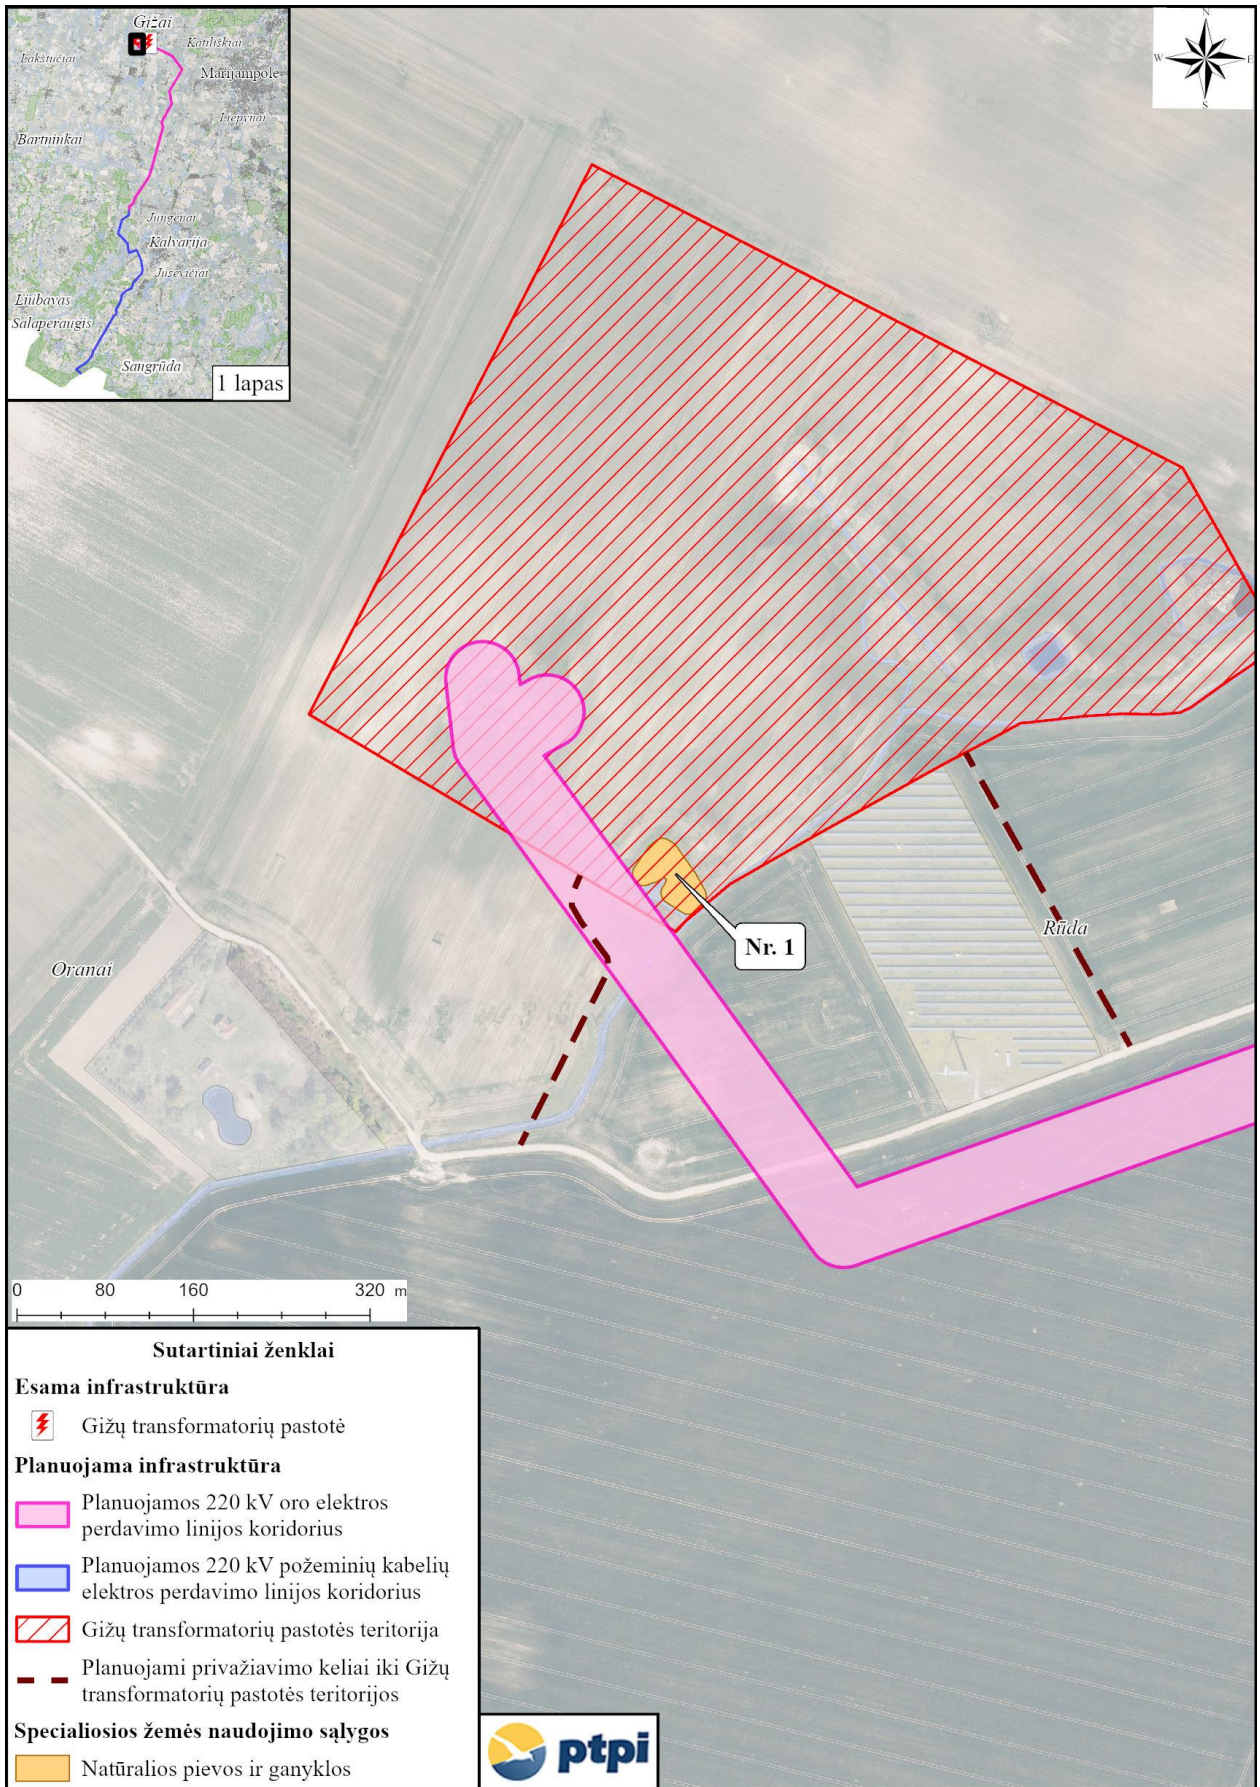 Gižai
Lakštučiai
Katiliškiai
Marijampolė
Liepynai
Bartninkai
Jungėnai
Kalvarija
Jusevičiai
Liubavas
Salaperaugis
Sangrūda
1 lapas
N
W
E
S
Nr. 1
Rūda
Oranai
0 80 160 320 m
Sutartiniai ženklai
Esama infrastruktūra
Gižų transformatorių pastotė
Planuojama infrastruktūra
Planuojamos 220 kV oro elektros
perdavimo linijos koridorius
Planuojamos 220 kV požeminių kabelių
elektros perdavimo linijos koridorius
Gižų transformatorių pastotės teritorija
Planuojami privažiavimo keliai iki Gižų
transformatorių pastotės teritorijos
Specialiosios žemės naudojimo sąlygos
Natūralios pievos ir ganyklos
ptpi